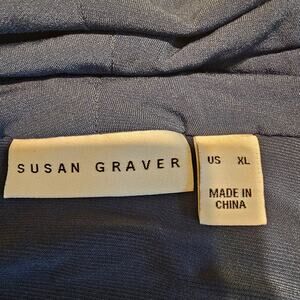 SUSAN GRAVER
US XL
MADE IN
CHINA